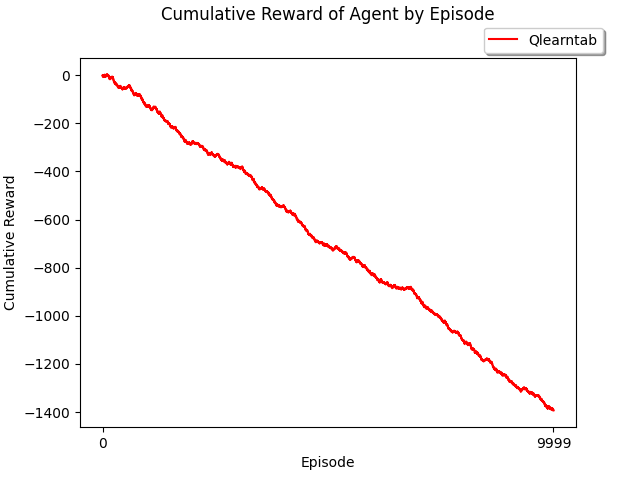 Cumulative Reward of Agent by Episode
Qlearntab
0
−200
−400
−600
−800
−1000
−1200
−1400
Cumulative Reward
0 9999
Episode